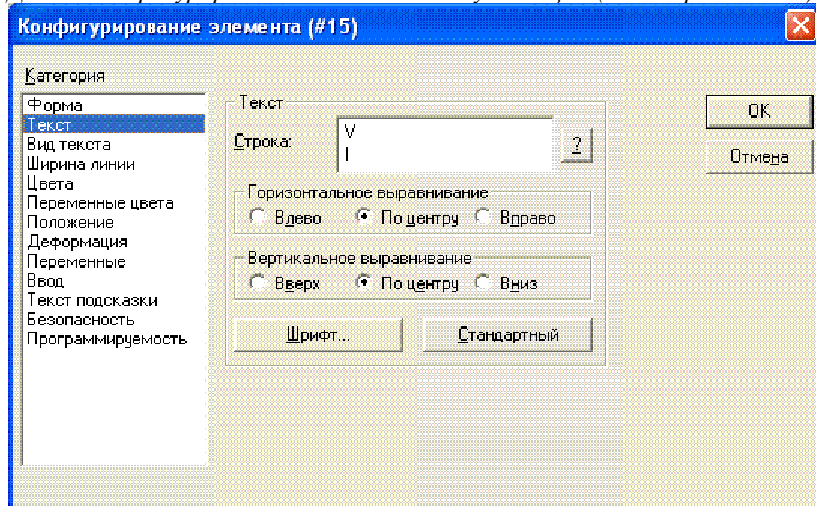 Конфигурирование элемента (#15)
Категория
Форма
Текст
Вид текста
Ширина линии
Цвета
Переменные цвета
Положение
Деформация
Переменные
Ввод
Текст подсказки
Безопасность
Программируемость
Текст
Строка:
V
I
?
Горизонтальное выравнивание
Влево По центру Вправо
Вертикальное выравнивание
Вверх По центру Вниз
Шрифт... Стандартный
OK
Отмена